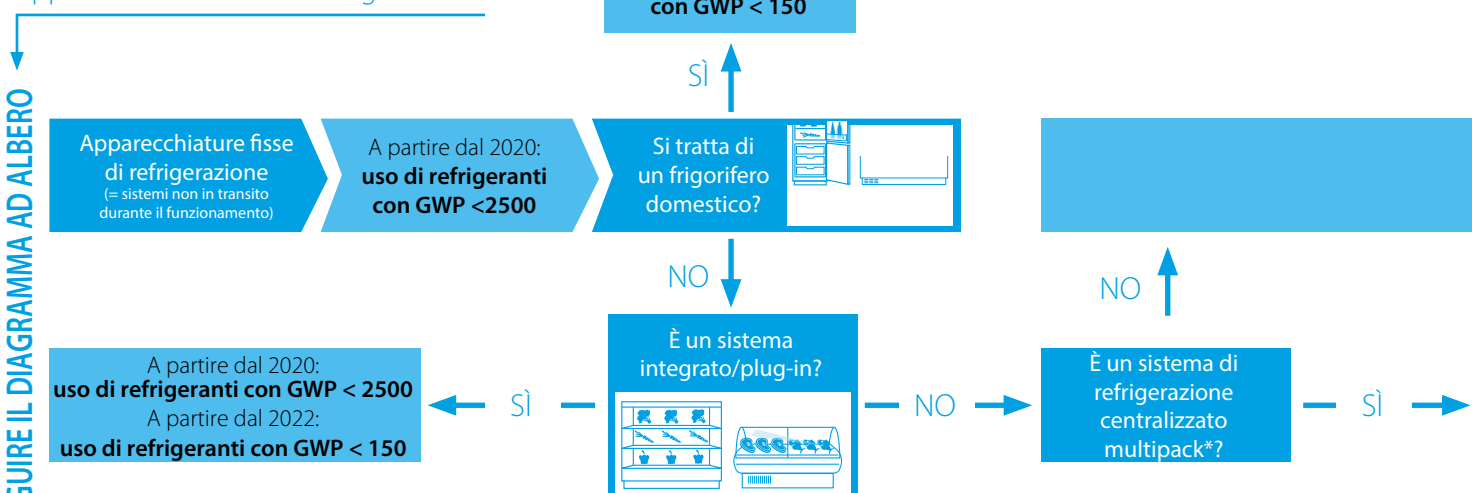 con GWP < 150
SÌ
GUIRE IL DIAGRAMMA AD ALBERO
Apparecchiature fisse
di refrigerazione
(= sistemi non in transito
durante il funzionamento)
A partire dal 2020:
uso di refrigeranti
con GWP <2500
Si tratta di
un frigorifero
domestico?
NO
NO
È un sistema
integrato/plug-in?
A partire dal 2020:
uso di refrigeranti con GWP < 2500
A partire dal 2022:
uso di refrigeranti con GWP < 150
SÌ
NO
È un sistema di
refrigerazione
centralizzato
multipack*?
SÌ